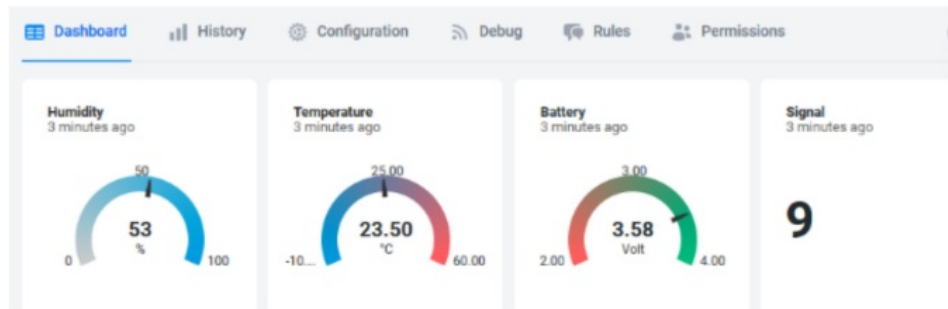 Dashboard History Configuration Debug Rules Permissions
Humidity
3 minutes ago
50
53
%
0 100
Temperature
3 minutes ago
25.00
23.50
°C
-10.... 60.00
Battery
3 minutes ago
3.00
3.58
Volt
2.00 4.00
Signal
3 minutes ago
9